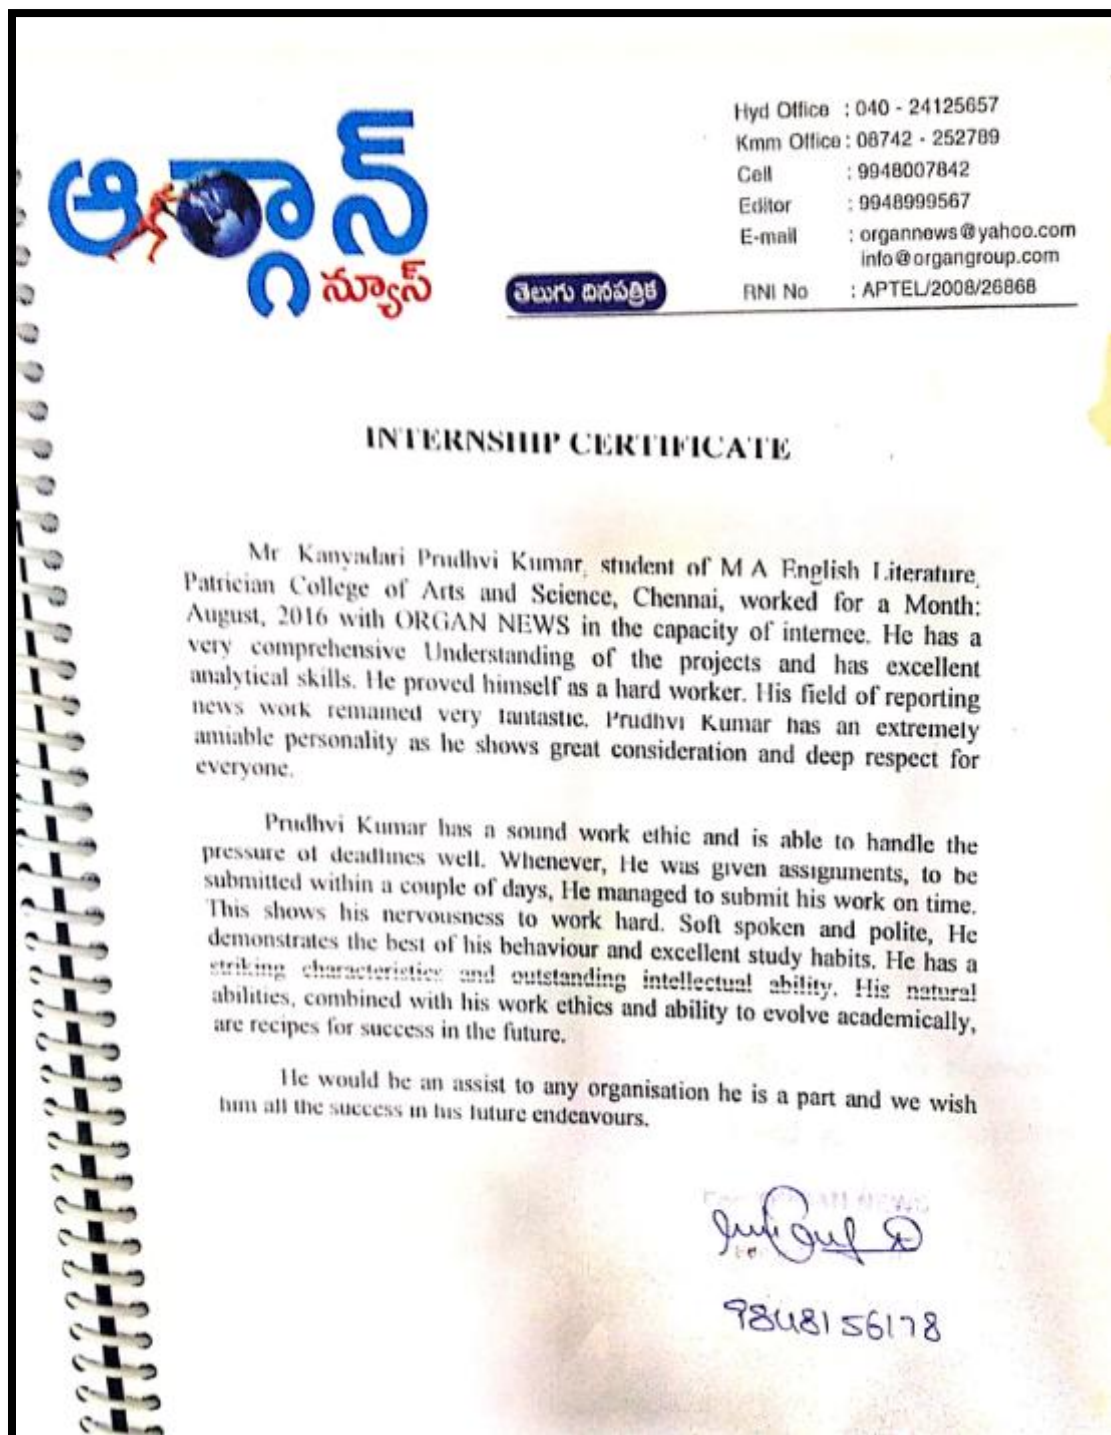 ఆర్గాన్
న్యూస్
తెలుగు దినపత్రిక
Hyd Office : 040 - 24125657
Kmm Office : 08742 - 252789
Cell : 9948007842
Editor : 9948999567
E-mail : organnews@yahoo.com
info@organgroup.com
RNI No : APTEL/2008/26868
INTERNSHIP CERTIFICATE
Mr Kanyadari Prudhvi Kumar, student of M A English Literature,
Patrician College of Arts and Science, Chennai, worked for a Month:
August, 2016 with ORGAN NEWS in the capacity of internee. He has a
very comprehensive Understanding of the projects and has excellent
analytical skills. He proved himself as a hard worker. His field of reporting
news work remained very fantastic. Prudhvi Kumar has an extremely
amiable personality as he shows great consideration and deep respect for
everyone.
Prudhvi Kumar has a sound work ethic and is able to handle the
pressure of deadlines well. Whenever, He was given assignments, to be
submitted within a couple of days, He managed to submit his work on time.
This shows his nervousness to work hard. Soft spoken and polite, He
demonstrates the best of his behaviour and excellent study habits. He has a
striking characteristics and outstanding intellectual ability. His natural
abilities, combined with his work ethics and ability to evolve academically,
are recipes for success in the future.
He would be an assist to any organisation he is a part and we wish
him all the success in his future endeavours.
For ORGAN NEWS
9848156178